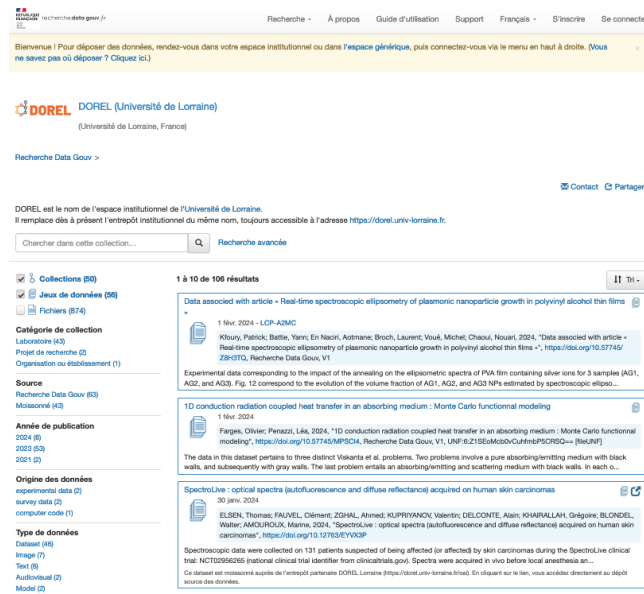 RÉPUBLIQUE
FRANÇAISE
recherche.data.gouv.fr
Recherche
À propos
Guide d'utilisation
Support
Français
S'inscrire
Se connecte
Bienvenue ! Pour déposer des données, rendez-vous dans votre espace institutionnel ou dans l'espace générique, puis connectez-vous via le menu en haut à droite. (Vous
ne savez pas où déposer ? Cliquez ici.)
×
DOREL
DOREL (Université de Lorraine)
(Université de Lorraine, France)
Recherche Data Gouv >
Contact
Partager
DOREL est le nom de l'espace institutionnel de l'Université de Lorraine.
Il remplace dès à présent l'entrepôt institutionnel du même nom, toujours accessible à l'adresse https://dorel.univ-lorraine.fr.
Chercher dans cette collection...
Recherche avancée
Collections (50)
Jeux de données (56)
Fichiers (874)
Catégorie de collection
Laboratoire (43)
Projet de recherche (2)
Organisation ou établissement (1)
Source
Recherche Data Gouv (63)
Moissonné (43)
Année de publication
2024 (8)
2023 (53)
2021 (2)
Origine des données
experimental data (2)
survey data (2)
computer code (1)
Type de données
Dataset (46)
Image (7)
Text (6)
Audiovisual (2)
Model (2)
1 à 10 de 106 résultats
Tri
Data associed with article « Real-time spectroscopic ellipsometry of plasmonic nanoparticle growth in polyvinyl alcohol thin films
»
1 févr. 2024 - LCP-A2MC
Kfoury, Patrick; Battie, Yann; En Naciri, Aotmane; Broch, Laurent; Voué, Michel; Chaoui, Nouari, 2024, "Data associed with article «
Real-time spectroscopic ellipsometry of plasmonic nanoparticle growth in polyvinyl alcohol thin films »", https://doi.org/10.57745/
Z8H3TQ, Recherche Data Gouv, V1
Experimental data corresponding to the impact of the annealing on the ellipsometric spectra of PVA film containing silver ions for 3 samples (AG1,
AG2, and AG3). Fig. 12 correspond to the evolution of the volume fraction of AG1, AG2, and AG3 NPs estimated by spectroscopic ellipso...
1D conduction radiation coupled heat transfer in an absorbing medium : Monte Carlo functionnal modeling
1 févr. 2024
Farges, Olivier; Penazzi, Léa, 2024, "1D conduction radiation coupled heat transfer in an absorbing medium : Monte Carlo functionnal
modeling", https://doi.org/10.57745/MPSCI4, Recherche Data Gouv, V1, UNF:6:Z1SEoMcb0vCuhfmbP5CRSQ== [fileUNF]
The data in this dataset pertains to three distinct Viskanta et al. problems. Two problems involve a pure absorbing/emitting medium with black
walls, and subsequently with gray walls. The last problem entails an absorbing/emitting and scattering medium with black walls. In each o...
SpectroLive : optical spectra (autofluorescence and diffuse reflectance) acquired on human skin carcinomas
30 janv. 2024
ELSEN, Thomas; FAUVEL, Clément; ZGHAL, Ahmed; KUPRIYANOV, Valentin; DELCONTE, Alain; KHAIRALLAH, Grégoire; BLONDEL,
Walter; AMOUROUX, Marine, 2024, "SpectroLive : optical spectra (autofluorescence and diffuse reflectance) acquired on human skin
carcinomas", https://doi.org/10.12763/EYVX3P
Spectroscopic data were collected on 131 patients suspected of being affected (or affected) by skin carcinomas during the SpectroLive clinical
trial: NCT02956265 (national clinical trial identifier from clinicaltrials.gov). Spectra were acquired in vivo before local anesthesia an...
Ce dataset est moissonné auprès de l'entrepôt partenaire DOREL Lorraine (https://dorel.univ-lorraine.fr/oai). En cliquant sur le lien, vous accédez directement au dépôt
source des données.